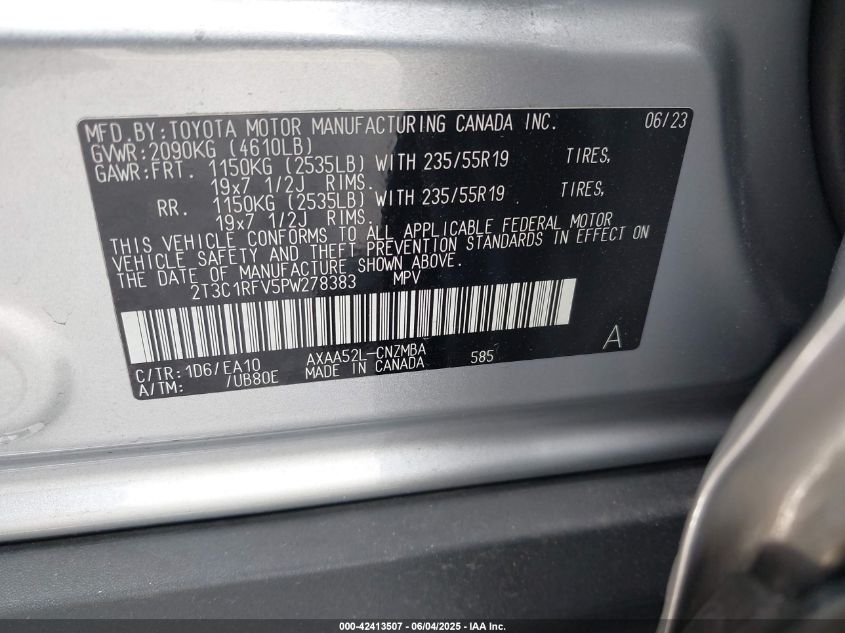 MFD.BY:TOYOTA MOTOR MANUFACTURING CANADA INC. 06/23
GVWR:2090KG (4610LB)
GAWR:FRT. 1150KG (2535LB) WITH 235/55R19 TIRES,
19x7 1/2J RIMS.
RR. 1150KG (2535LB) WITH 235/55R19 TIRES,
19x7 1/2J RIMS.
THIS VEHICLE CONFORMS TO ALL APPLICABLE FEDERAL MOTOR
VEHICLE SAFETY AND THEFT PREVENTION STANDARDS IN EFFECT ON
THE DATE OF MANUFACTURE SHOWN ABOVE.
2T3C1RFV5PW278383 MPV
C/TR:1D6/EA10 AXAA52L-CNZMBA 585 A
A/TM: /UB80E MADE IN CANADA
000-42413507 - 06/04/2025 - IAA Inc.